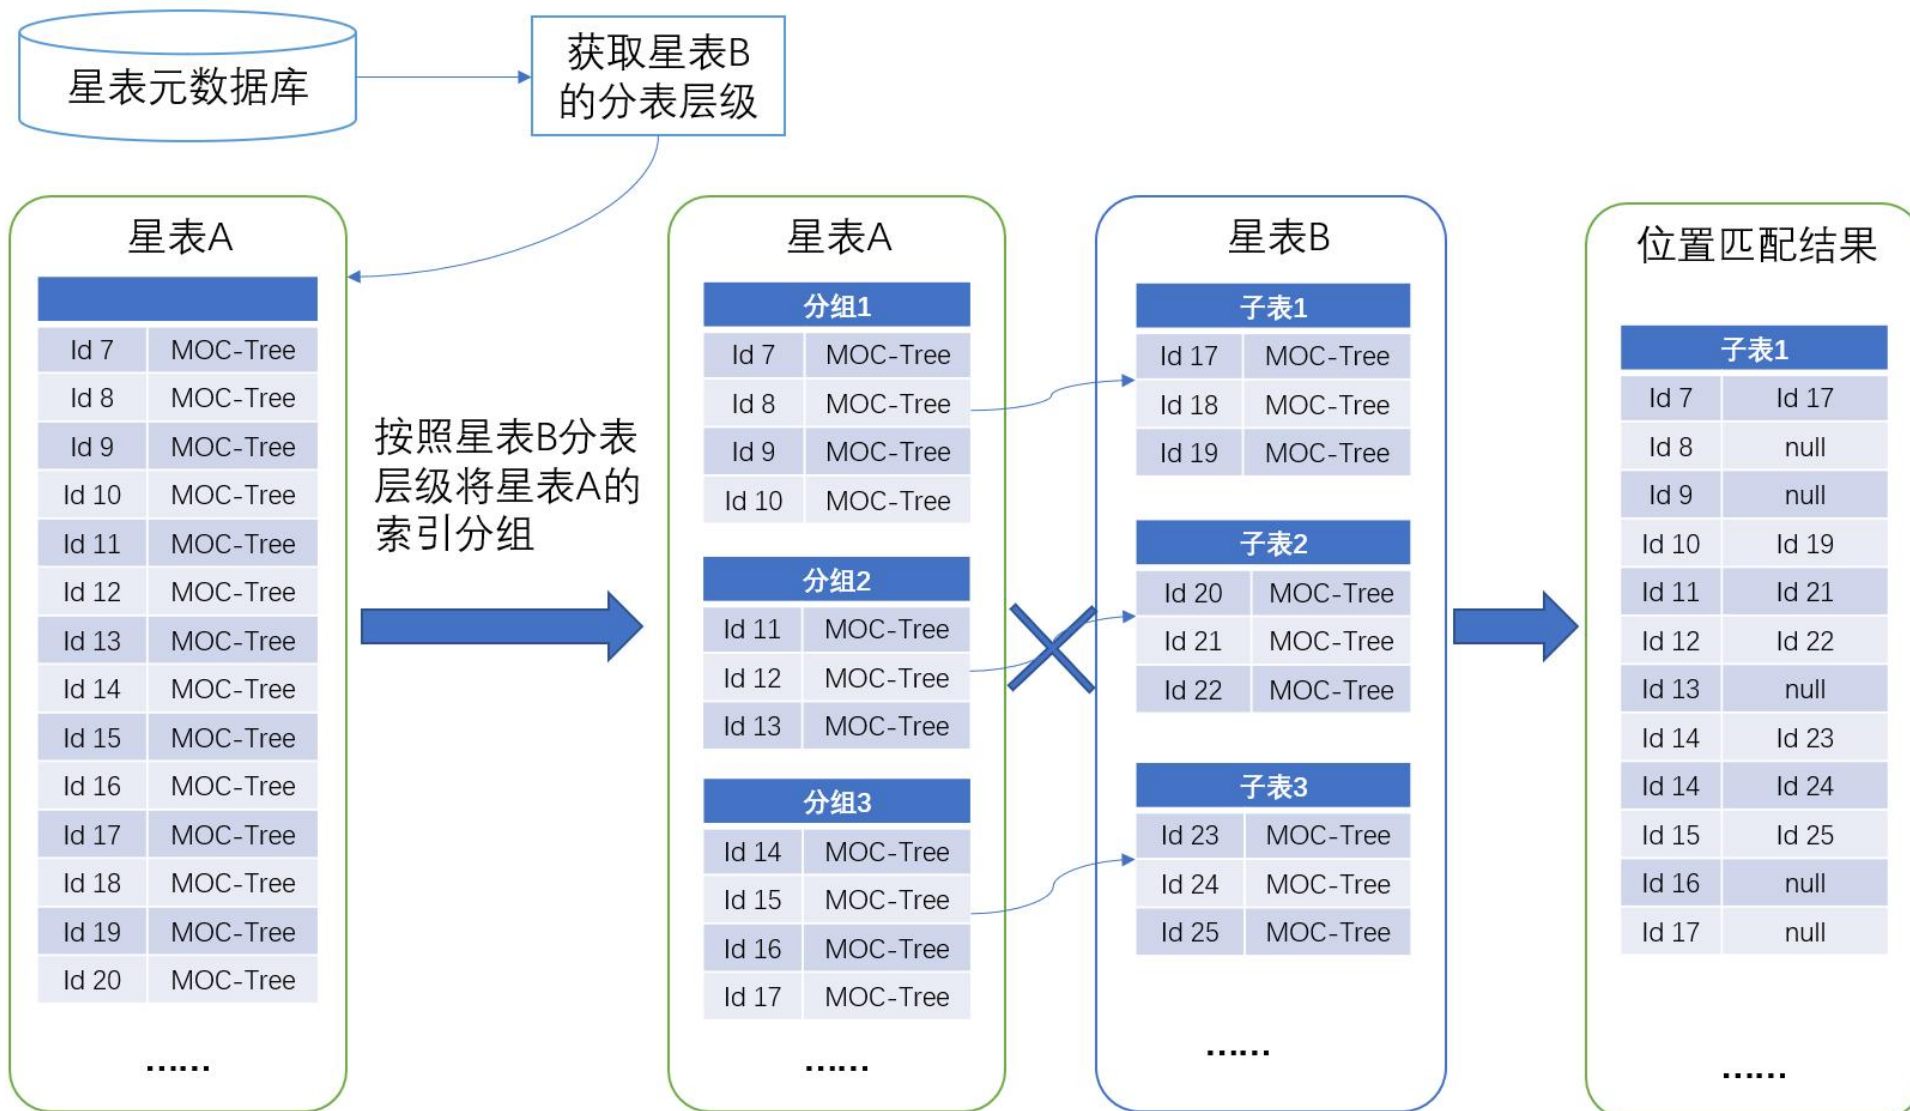 星表元数据库
获取星表B
的分表层级
星表A
Id 7 MOC-Tree
Id 8 MOC-Tree
Id 9 MOC-Tree
Id 10 MOC-Tree
Id 11 MOC-Tree
Id 12 MOC-Tree
Id 13 MOC-Tree
Id 14 MOC-Tree
Id 15 MOC-Tree
Id 16 MOC-Tree
Id 17 MOC-Tree
Id 18 MOC-Tree
Id 19 MOC-Tree
Id 20 MOC-Tree
……
按照星表B分表
层级将星表A的
索引分组
星表A
分组1
Id 7 MOC-Tree
Id 8 MOC-Tree
Id 9 MOC-Tree
Id 10 MOC-Tree
分组2
Id 11 MOC-Tree
Id 12 MOC-Tree
Id 13 MOC-Tree
分组3
Id 14 MOC-Tree
Id 15 MOC-Tree
Id 16 MOC-Tree
Id 17 MOC-Tree
……
星表B
子表1
Id 17 MOC-Tree
Id 18 MOC-Tree
Id 19 MOC-Tree
子表2
Id 20 MOC-Tree
Id 21 MOC-Tree
Id 22 MOC-Tree
子表3
Id 23 MOC-Tree
Id 24 MOC-Tree
Id 25 MOC-Tree
……
位置匹配结果
子表1
Id 7 Id 17
Id 8 null
Id 9 null
Id 10 Id 19
Id 11 Id 21
Id 12 Id 22
Id 13 null
Id 14 Id 23
Id 14 Id 24
Id 15 Id 25
Id 16 null
Id 17 null
……